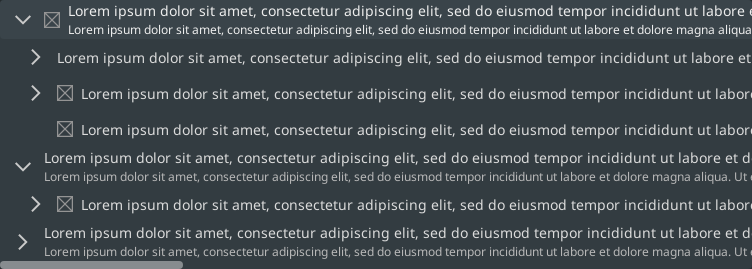 Lorem ipsum dolor sit amet, consectetur adipiscing elit, sed do eiusmod tempor incididunt ut labore e
Lorem ipsum dolor sit amet, consectetur adipiscing elit, sed do eiusmod tempor incididunt ut labore et dolore magna aliqua
Lorem ipsum dolor sit amet, consectetur adipiscing elit, sed do eiusmod tempor incididunt ut labore et
Lorem ipsum dolor sit amet, consectetur adipiscing elit, sed do eiusmod tempor incididunt ut labore
Lorem ipsum dolor sit amet, consectetur adipiscing elit, sed do eiusmod tempor incididunt ut labore
Lorem ipsum dolor sit amet, consectetur adipiscing elit, sed do eiusmod tempor incididunt ut labore et d
Lorem ipsum dolor sit amet, consectetur adipiscing elit, sed do eiusmod tempor incididunt ut labore et dolore magna aliqua. Ut e
Lorem ipsum dolor sit amet, consectetur adipiscing elit, sed do eiusmod tempor incididunt ut labore
Lorem ipsum dolor sit amet, consectetur adipiscing elit, sed do eiusmod tempor incididunt ut labore et d
Lorem ipsum dolor sit amet, consectetur adipiscing elit, sed do eiusmod tempor incididunt ut labore et dolore magna aliqua. Ut e